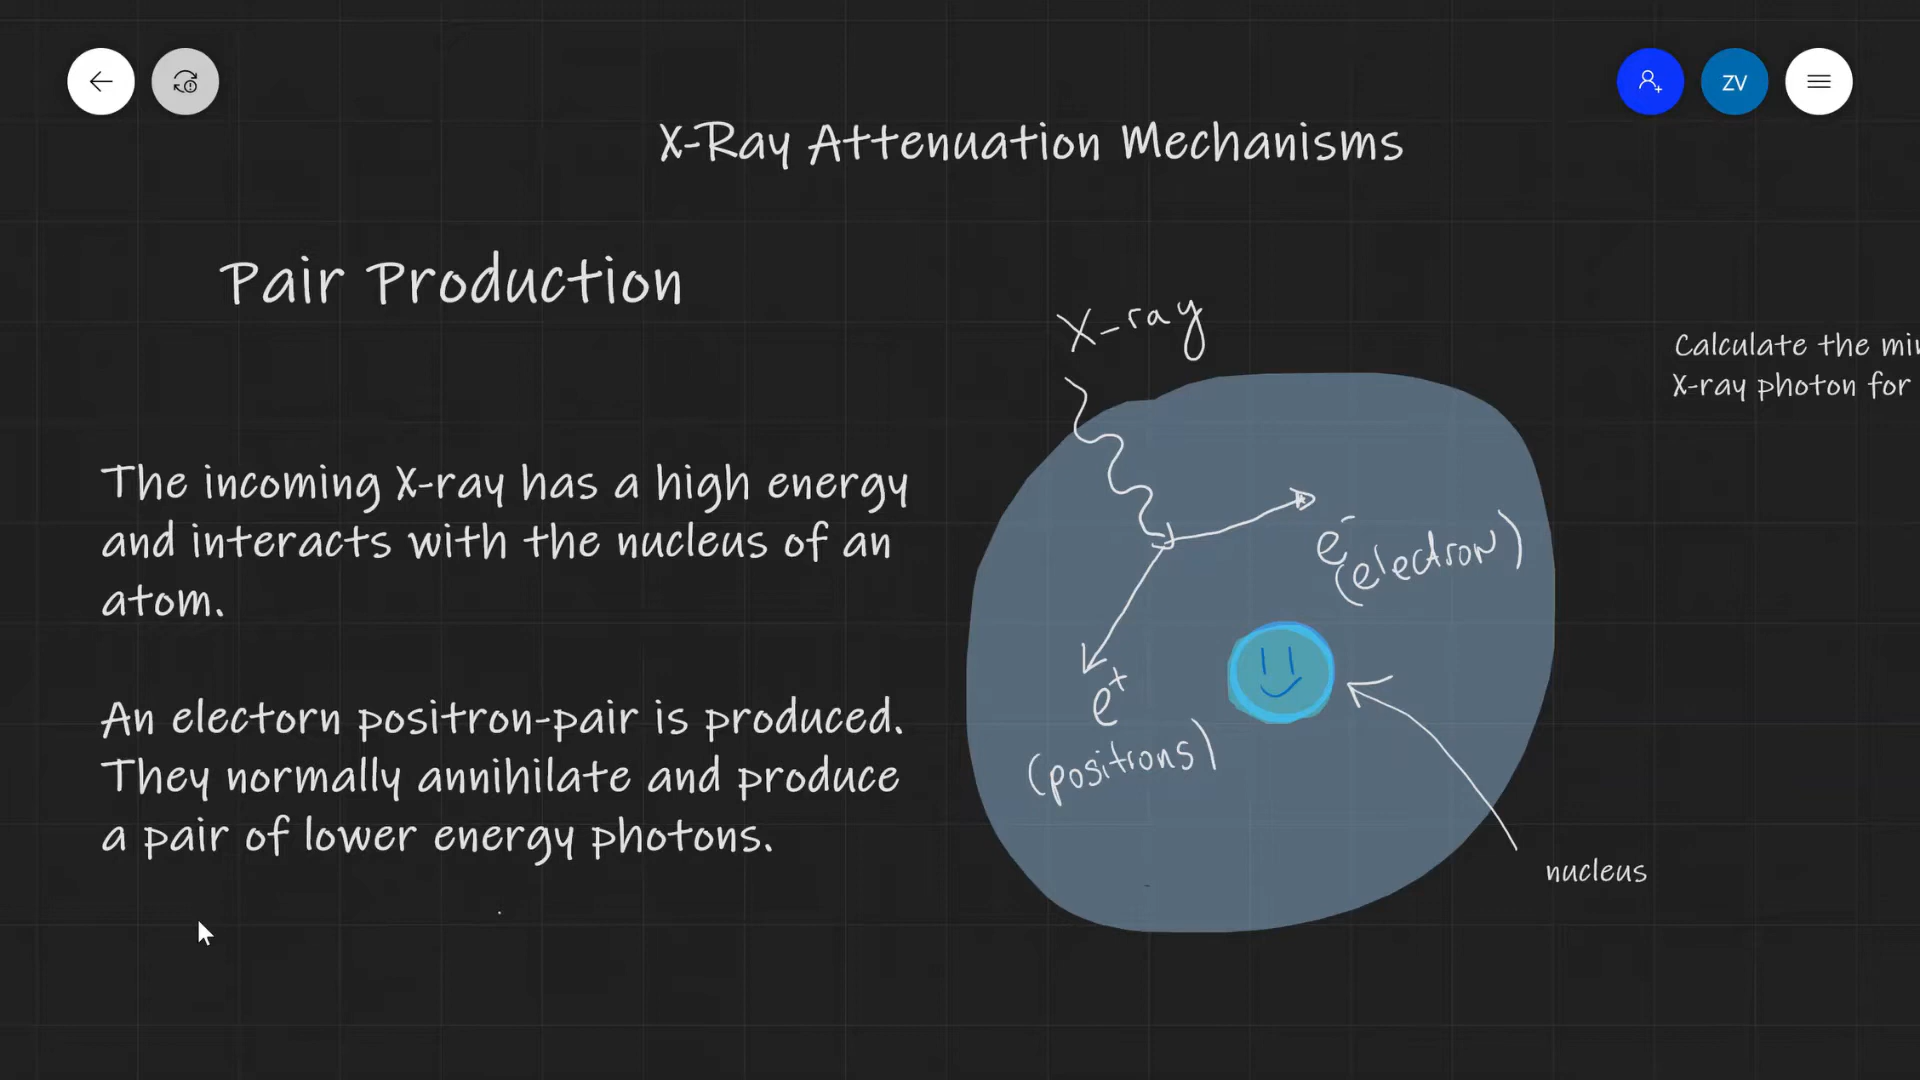 ZV
X-Ray Attenuation Mechanisms
Pair Production
X-ray
Calculate the
X-ray photon for
The incoming X-ray has a high energy
and interacts with the nucleus of an
atom.
e-
(electron)
An electorn positron-pair is produced.
They normally annihilate and produce
a pair of lower energy photons.
e+
(positrons)
nucleus